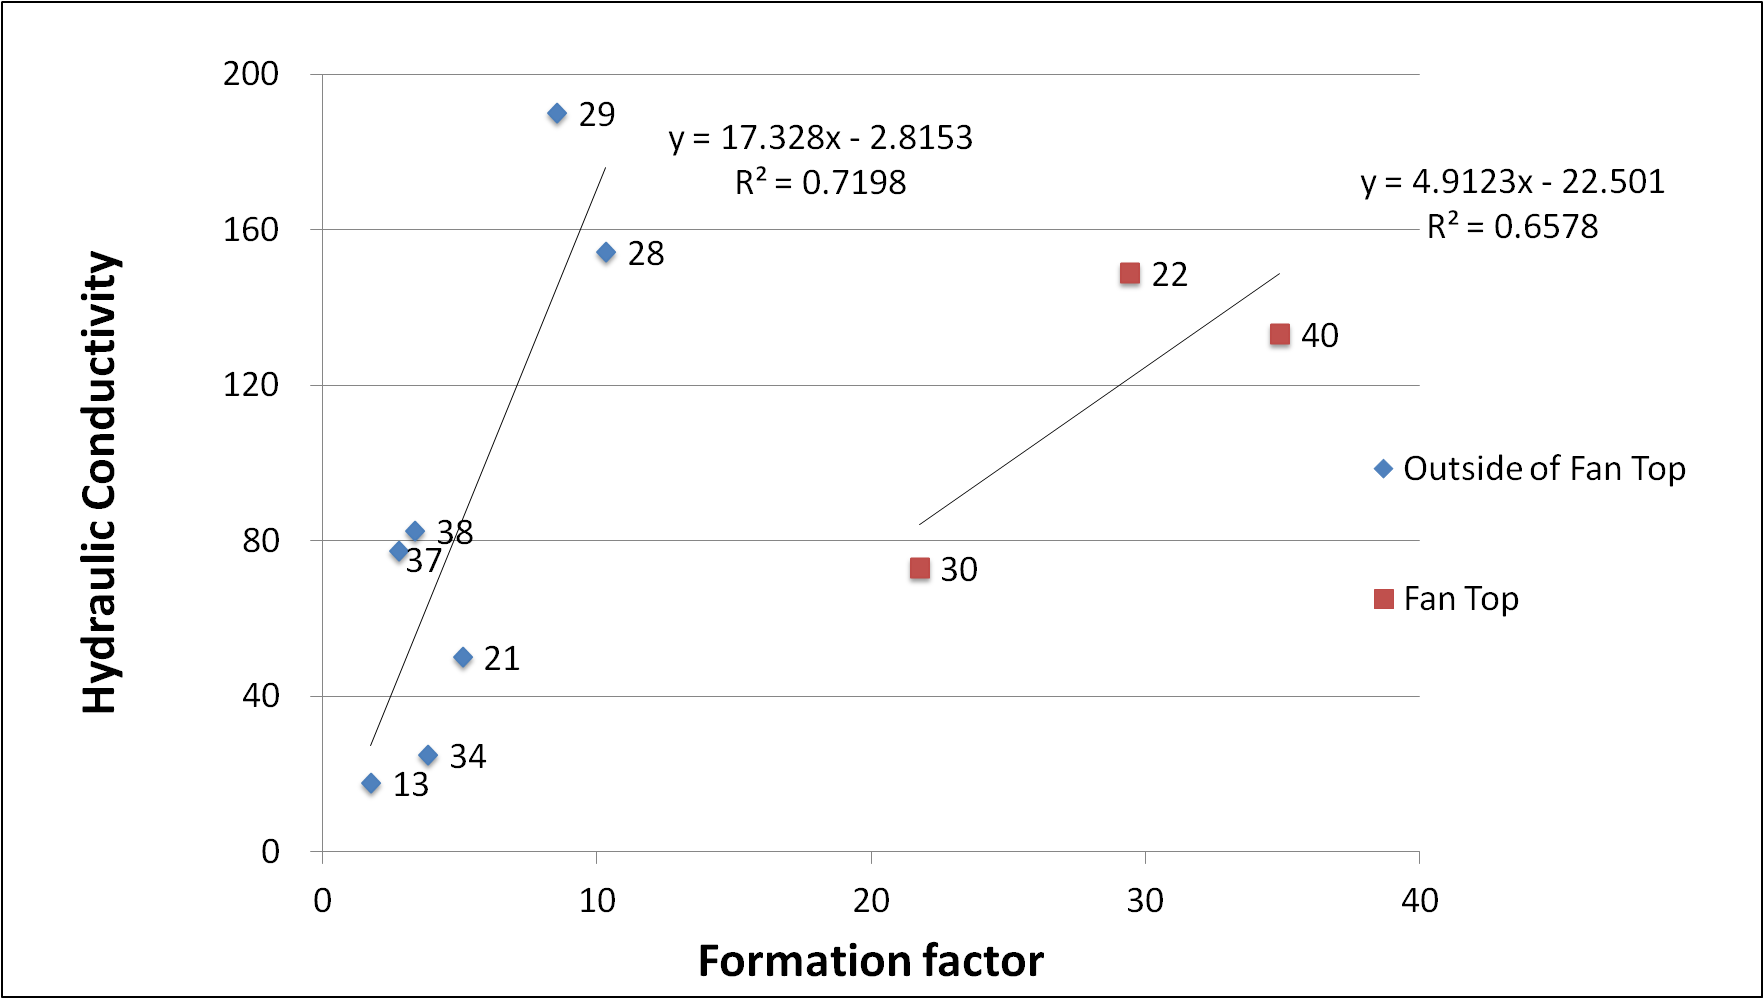 200
160
120
80
40
0
0
10
20
30
40
Hydraulic Conductivity
Formation factor
29
28
38
37
21
34
13
22
40
30
y = 17.328x - 2.8153
R² = 0.7198
y = 4.9123x - 22.501
R² = 0.6578
Outside of Fan Top
Fan Top